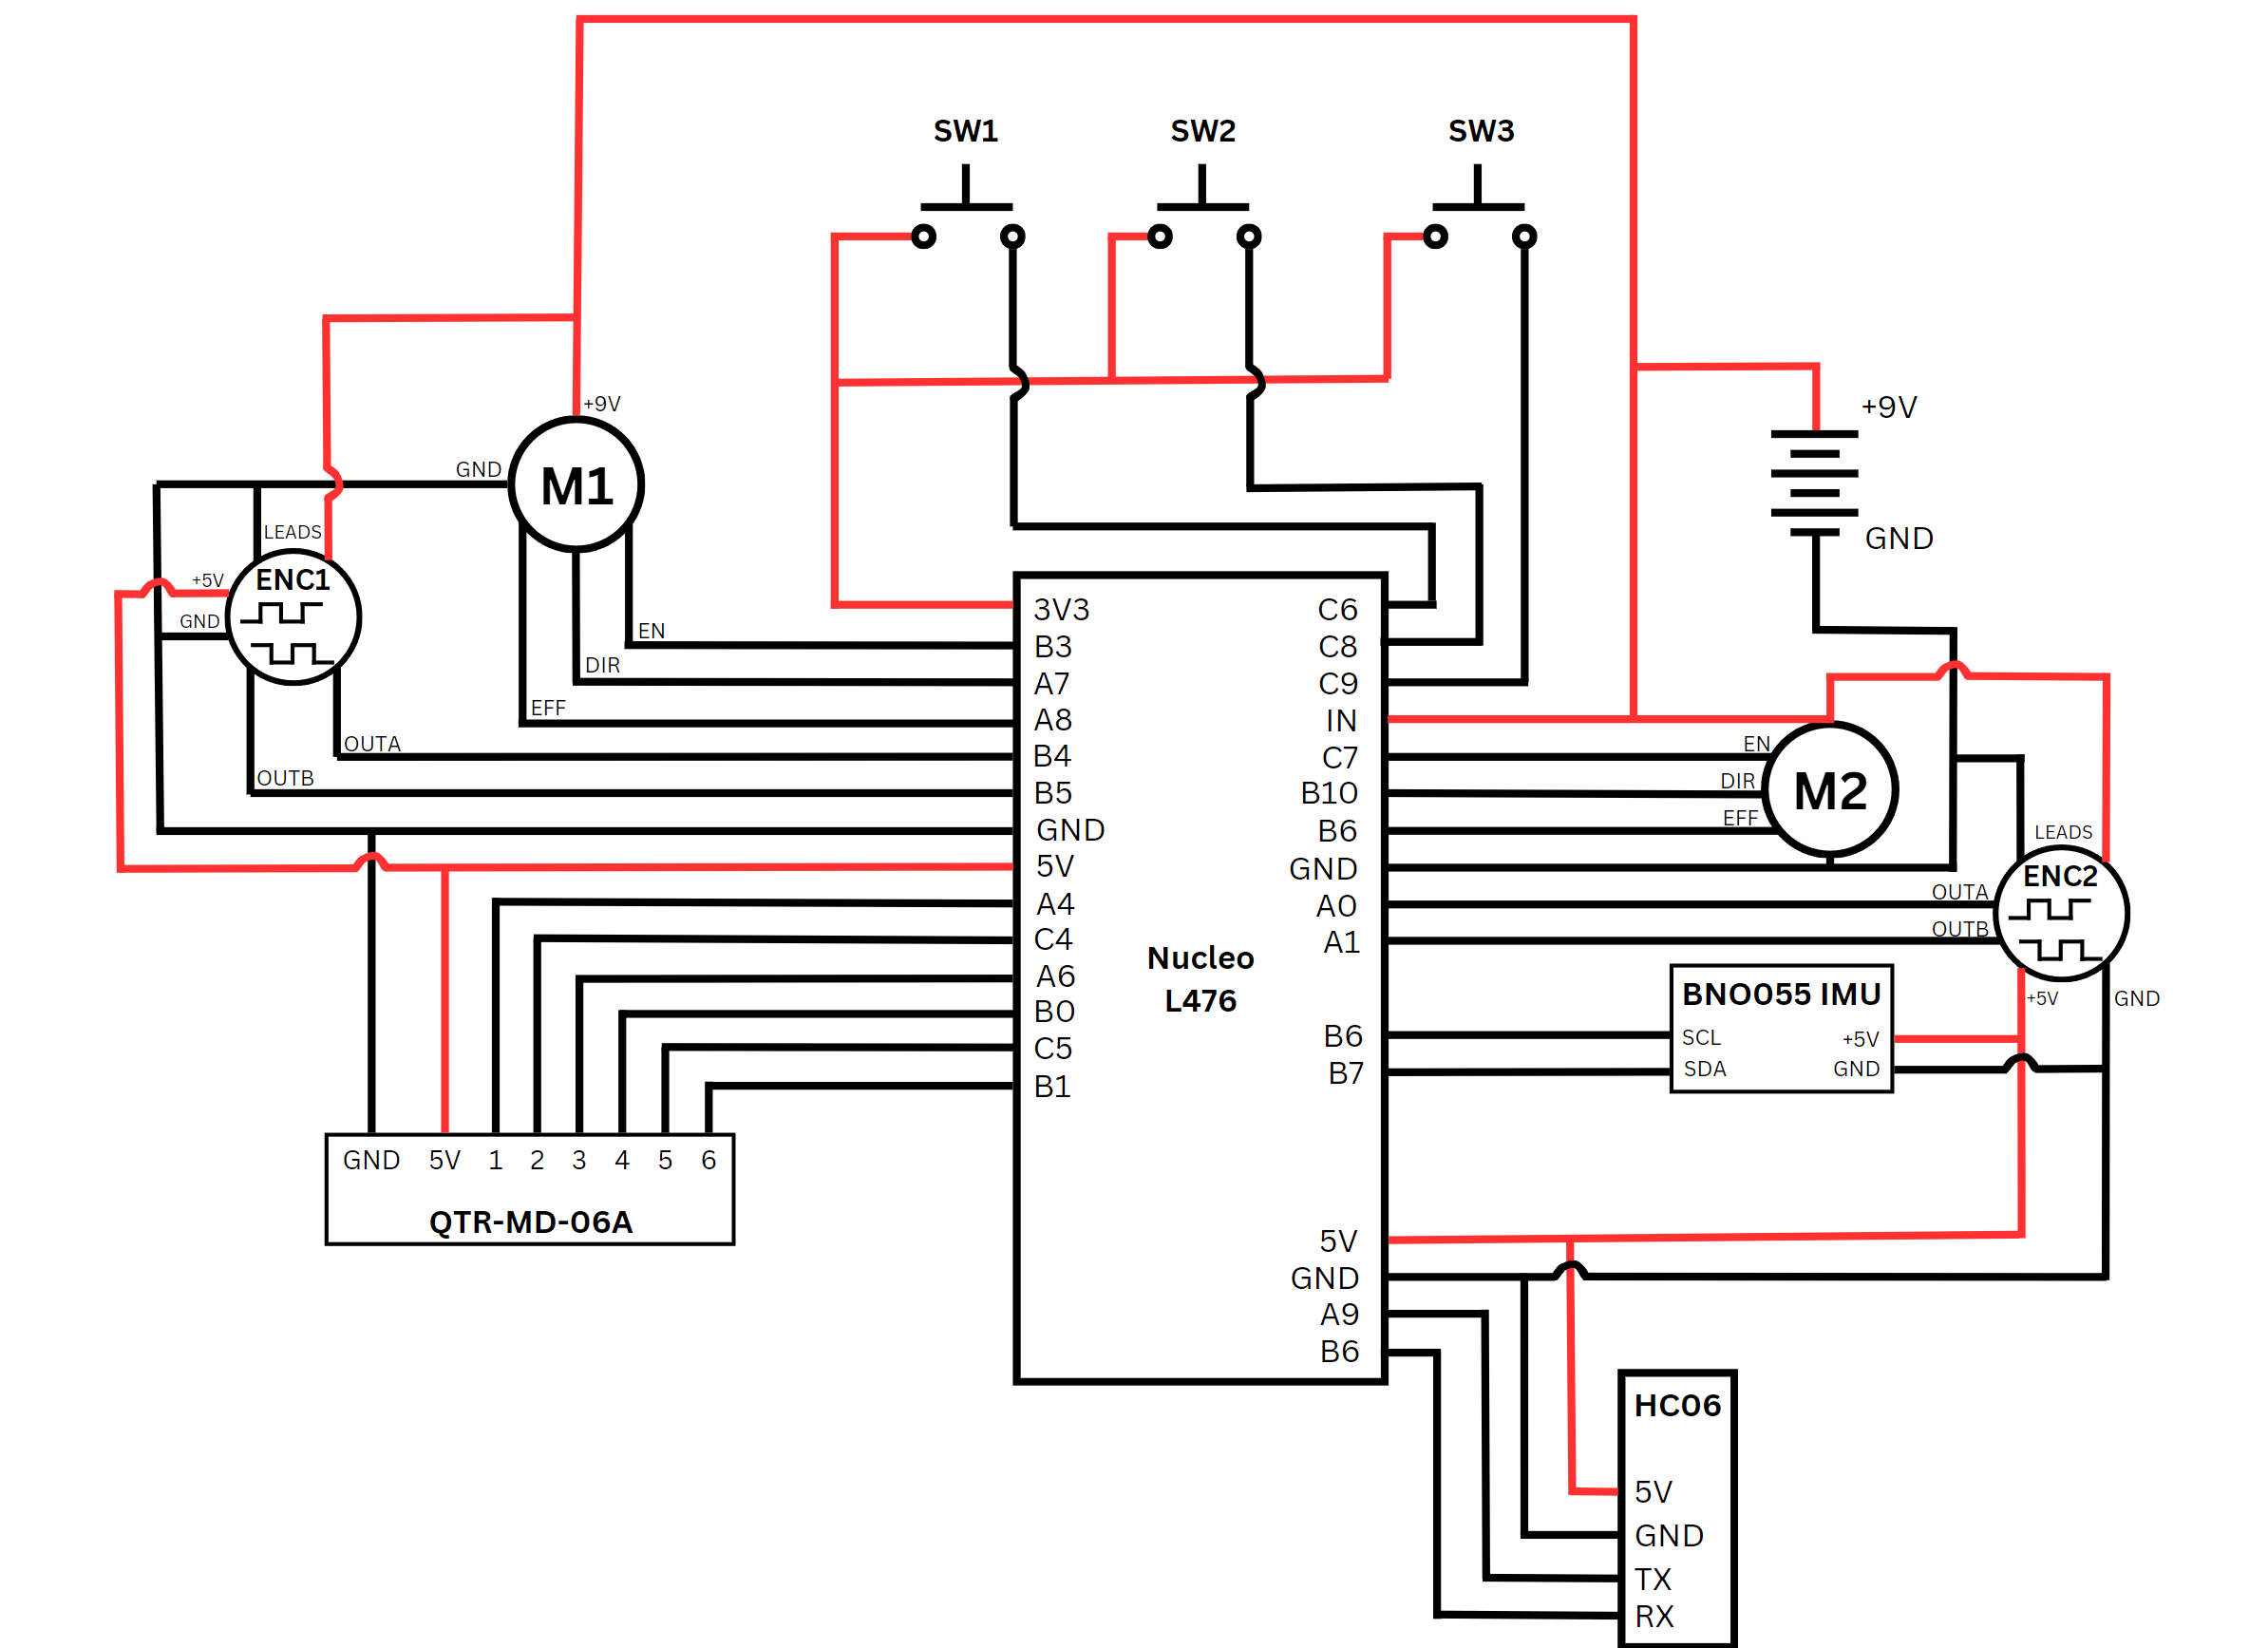 SW1
SW2
SW3
+9V
GND
M1
EN
DIR
EFF
LEADS
+5V
GND
ENC1
OUTA
OUTB
+9V
GND
3V3
B3
A7
A8
B4
B5
GND
5V
A4
C4
A6
B0
C5
B1
C6
C8
C9
IN
C7
B10
B6
GND
A0
A1
B6
B7
5V
GND
A9
B6
Nucleo
L476
EN
DIR
EFF
M2
LEADS
ENC2
OUTA
OUTB
+5V
GND
BNO055 IMU
SCL
+5V
SDA
GND
GND 5V 1 2 3 4 5 6
QTR-MD-06A
HC06
5V
GND
TX
RX